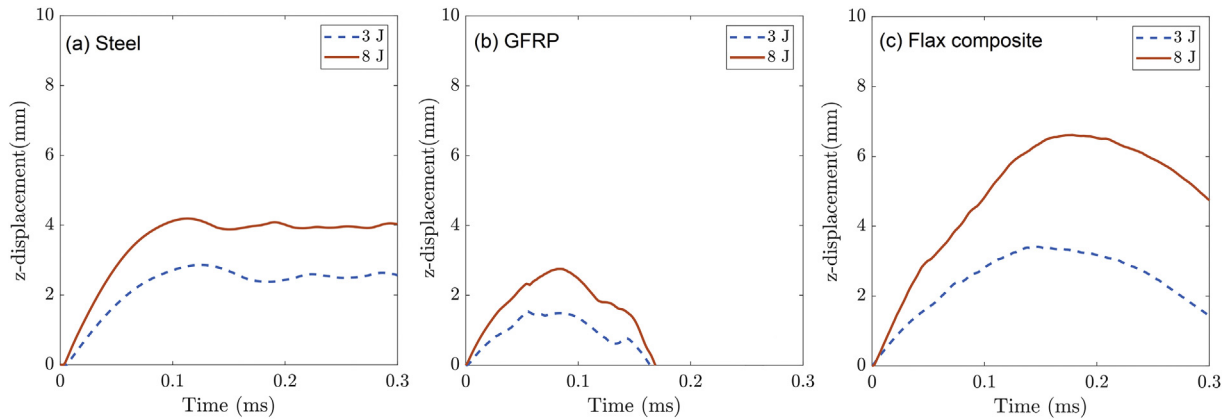 (a) Steel
3 J
8 J
10
8
6
4
2
0
0
0.1
0.2
0.3
z-displacement(mm)
Time (ms)
(b) GFRP
3 J
8 J
10
8
6
4
2
0
0
0.1
0.2
0.3
z-displacement(mm)
Time (ms)
(c) Flax composite
3 J
8 J
10
8
6
4
2
0
0
0.1
0.2
0.3
z-displacement(mm)
Time (ms)